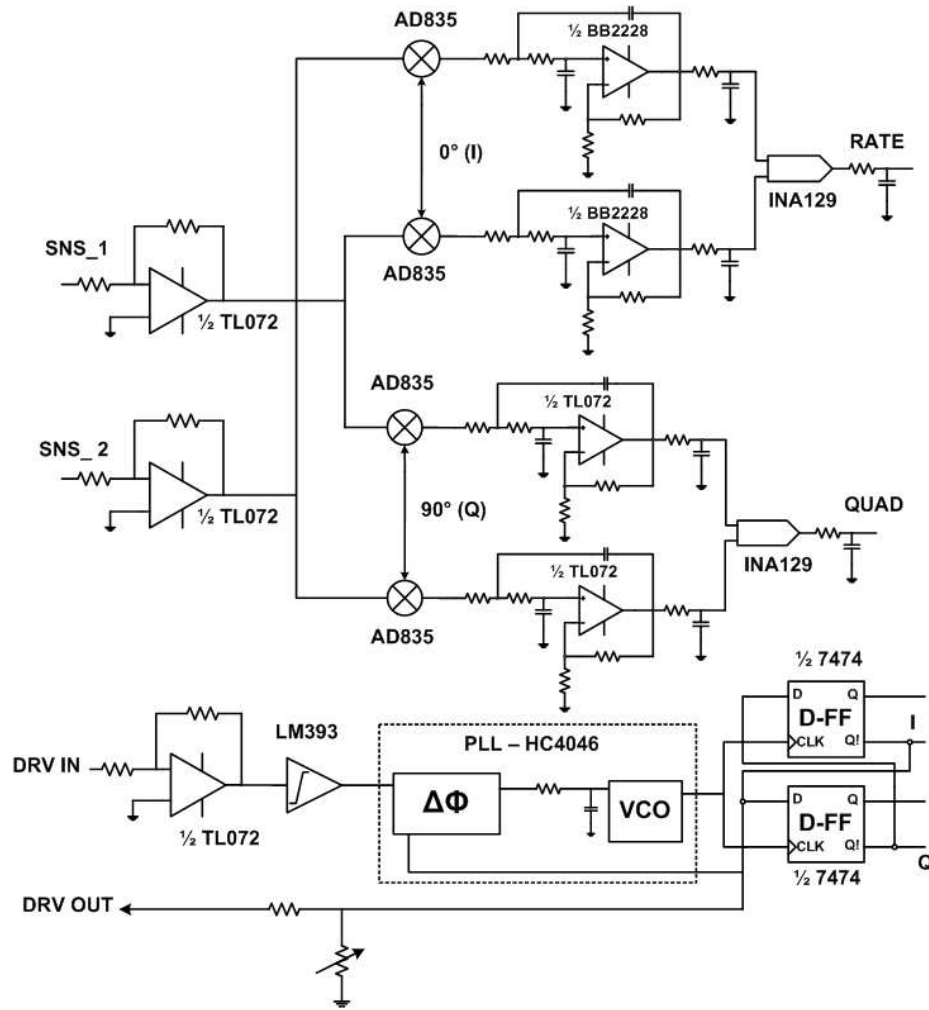 AD835
½ BB2228
0° (I)
RATE
½ BB2228
INA129
AD835
SNS_1
½ TL072
AD835
½ TL072
SNS_ 2
½ TL072
90° (Q)
QUAD
½ TL072
INA129
AD835
½ 7474
D Q
D-FF
CLK Q!
I
LM393
PLL – HC4046
DRV IN
½ TL072
ΔΦ
VCO
D Q
D-FF
CLK Q!
Q
½ 7474
DRV OUT